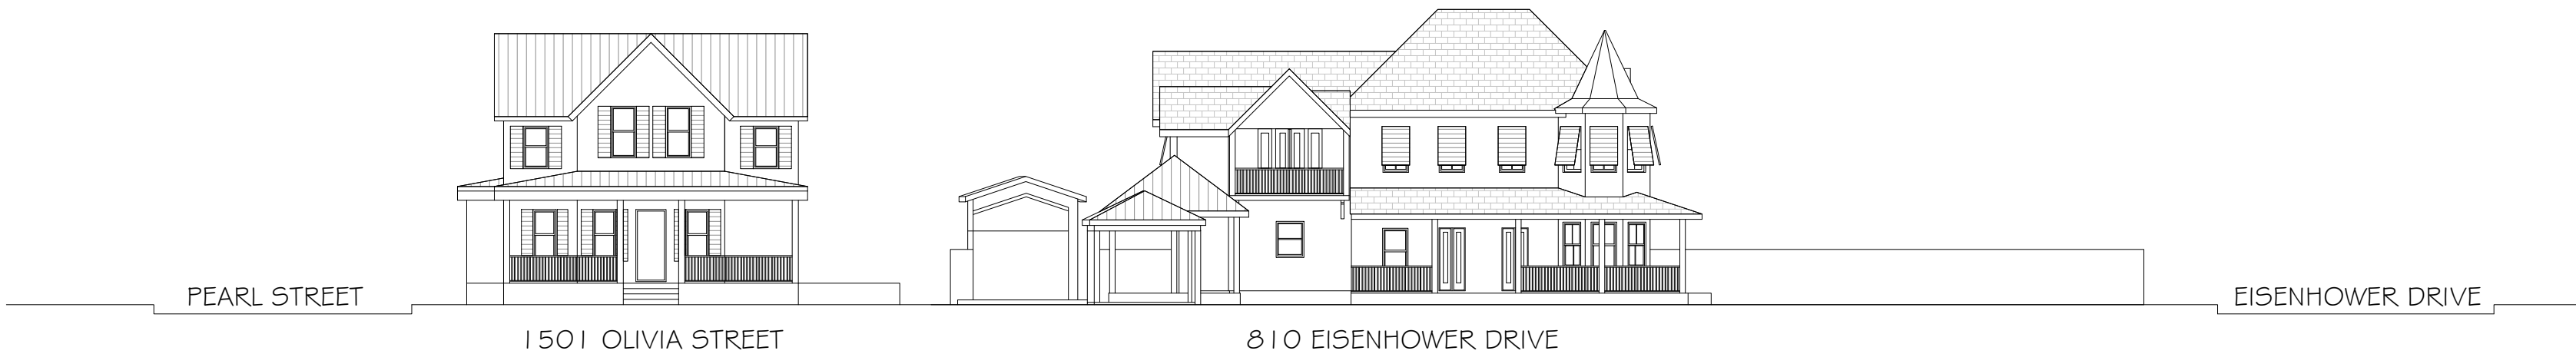 PEARL STREET
1501 OLIVIA STREET
810 EISENHOWER DRIVE
EISENHOWER DRIVE